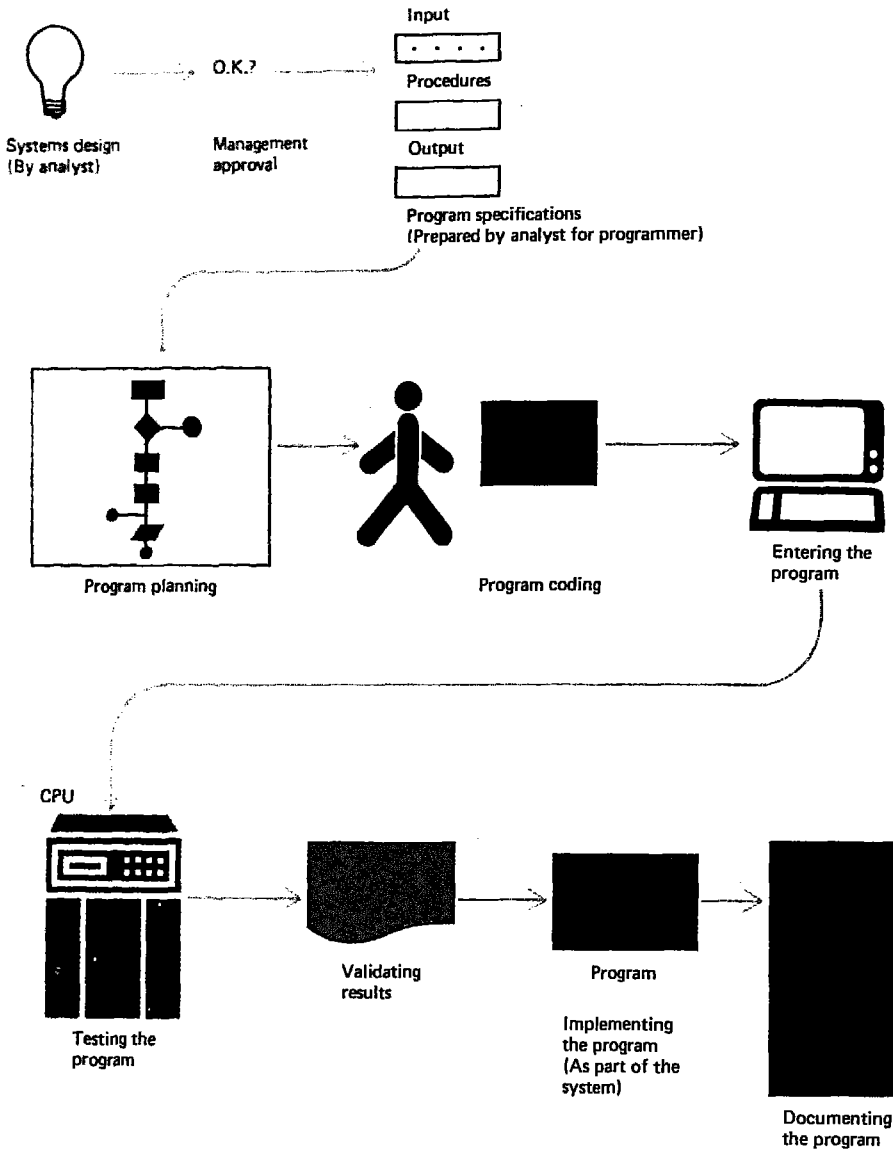 Input
O.K.?
Procedures
Systems design
(By analyst)
Management
approval
Output
Program specifications
(Prepared by analyst for programmer)
Program planning
Program coding
Entering the
program
CPU
Testing the
program
Validating
results
Program
Implementing
the program
(As part of the
system)
Documenting
the program